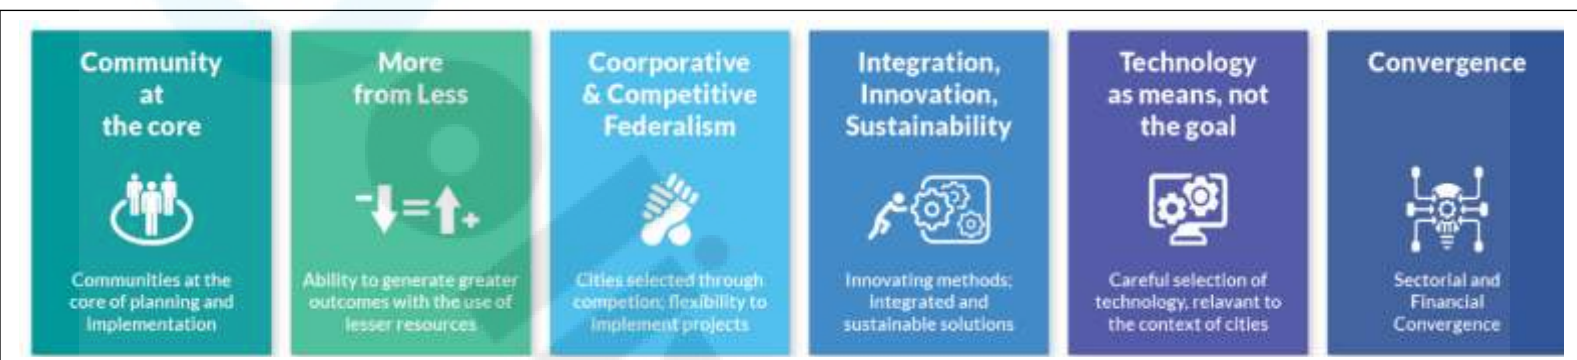 Community
at
the core
Communities at the
core of planning and
Implementation
More
from Less
Ability to generate greater
outcomes with the use of
lesser resources
Coorporative
& Competitive
Federalism
Cities selected through
competion; flexibility to
implement projects
Integration,
Innovation,
Sustainability
Innovating methods;
Integrated and
sustainable solutions
Technology
as means, not
the goal
Careful selection of
technology, relavant to
the context of cities
Convergence
Sectorial and
Financial
Convergence